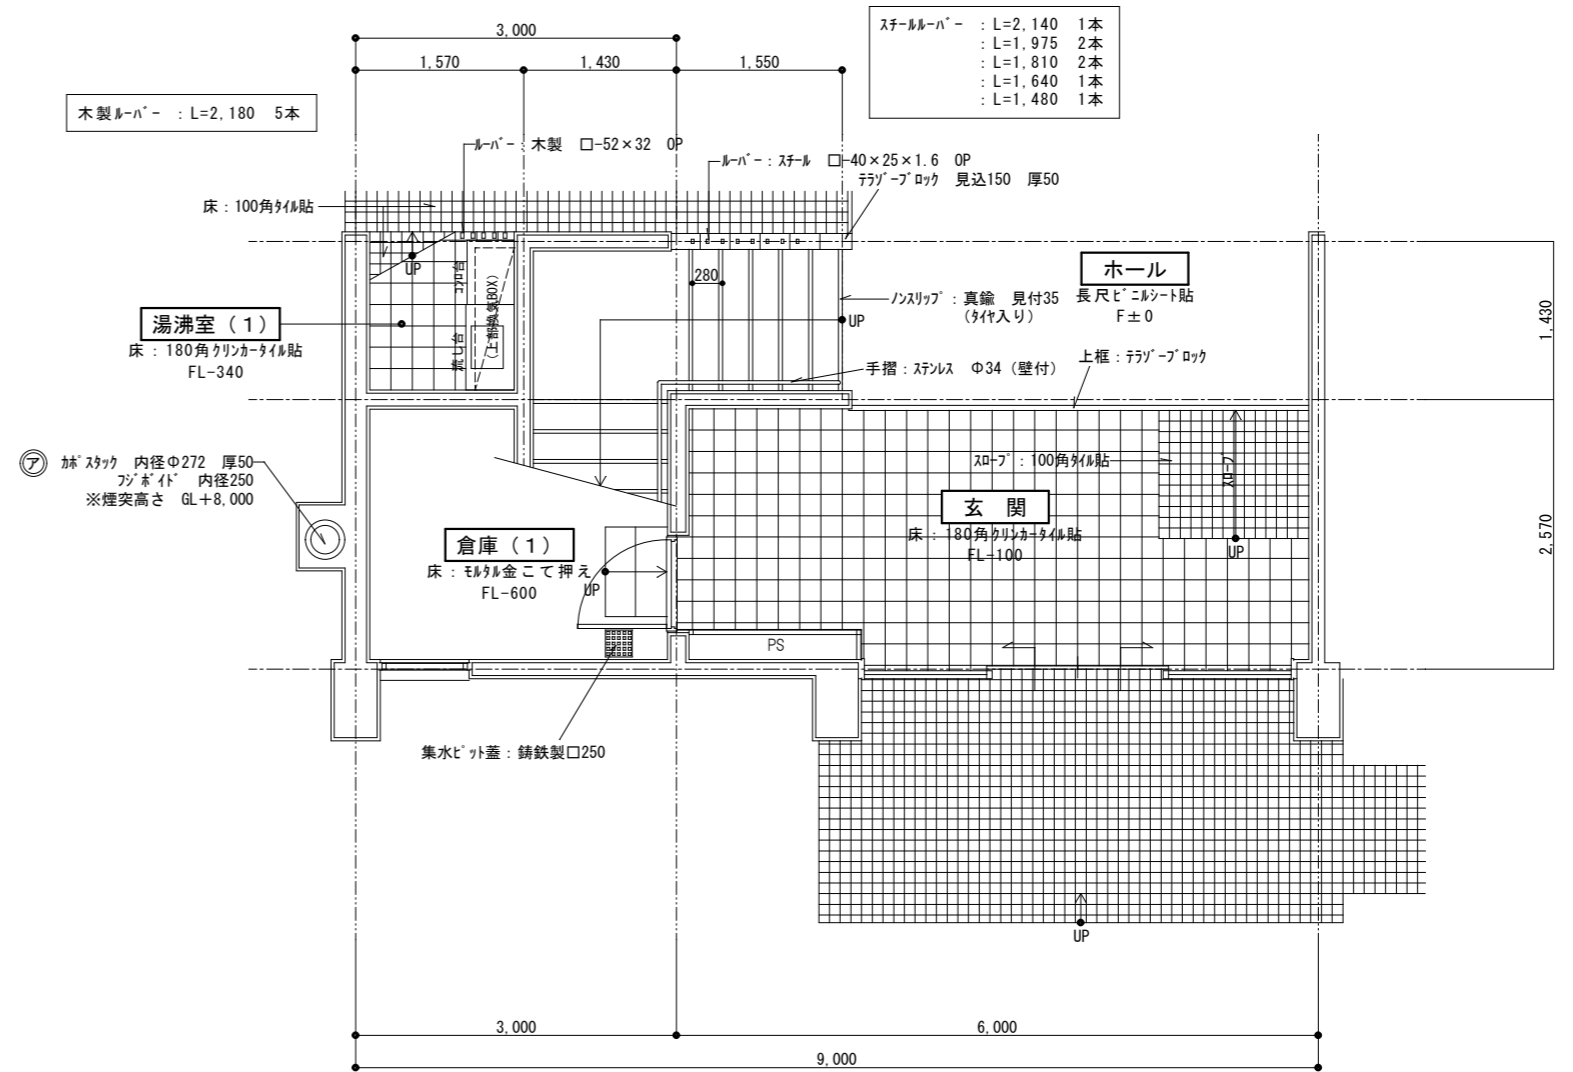 3,000
1,570
1,430
1,550
スチールルーバー : L=2,140 1本
: L=1,975 2本
: L=1,810 2本
: L=1,640 1本
: L=1,480 1本
木製ルーバー : L=2,180 5本
ルーバー : 木製 □-52×32 OP
ルーバー : スチール □-40×25×1.6 OP
テラゾーブロック 見込150 厚50
床 : 100角タイル貼
UP
コンロ台
(上部換気BOX)
流し台
280
ホール
長尺ビニルシート貼
F±0
ノンスリップ : 真鍮 見付35
(タイヤ入り)
UP
1,430
湯沸室(1)
床 : 180角クリンカータイル貼
FL-340
手摺 : ステンレス Φ34 (壁付)
上框 : テラゾーブロック
㋐ カポスタック 内径Φ272 厚50
フジボイド 内径250
※煙突高さ GL+8,000
スロープ : 100角タイル貼
スロープ
UP
玄 関
床 : 180角クリンカータイル貼
FL-100
倉庫(1)
床 : モルタル金こて押え
FL-600
UP
2,570
PS
集水ピット蓋 : 鋳鉄製□250
UP
3,000
6,000
9,000